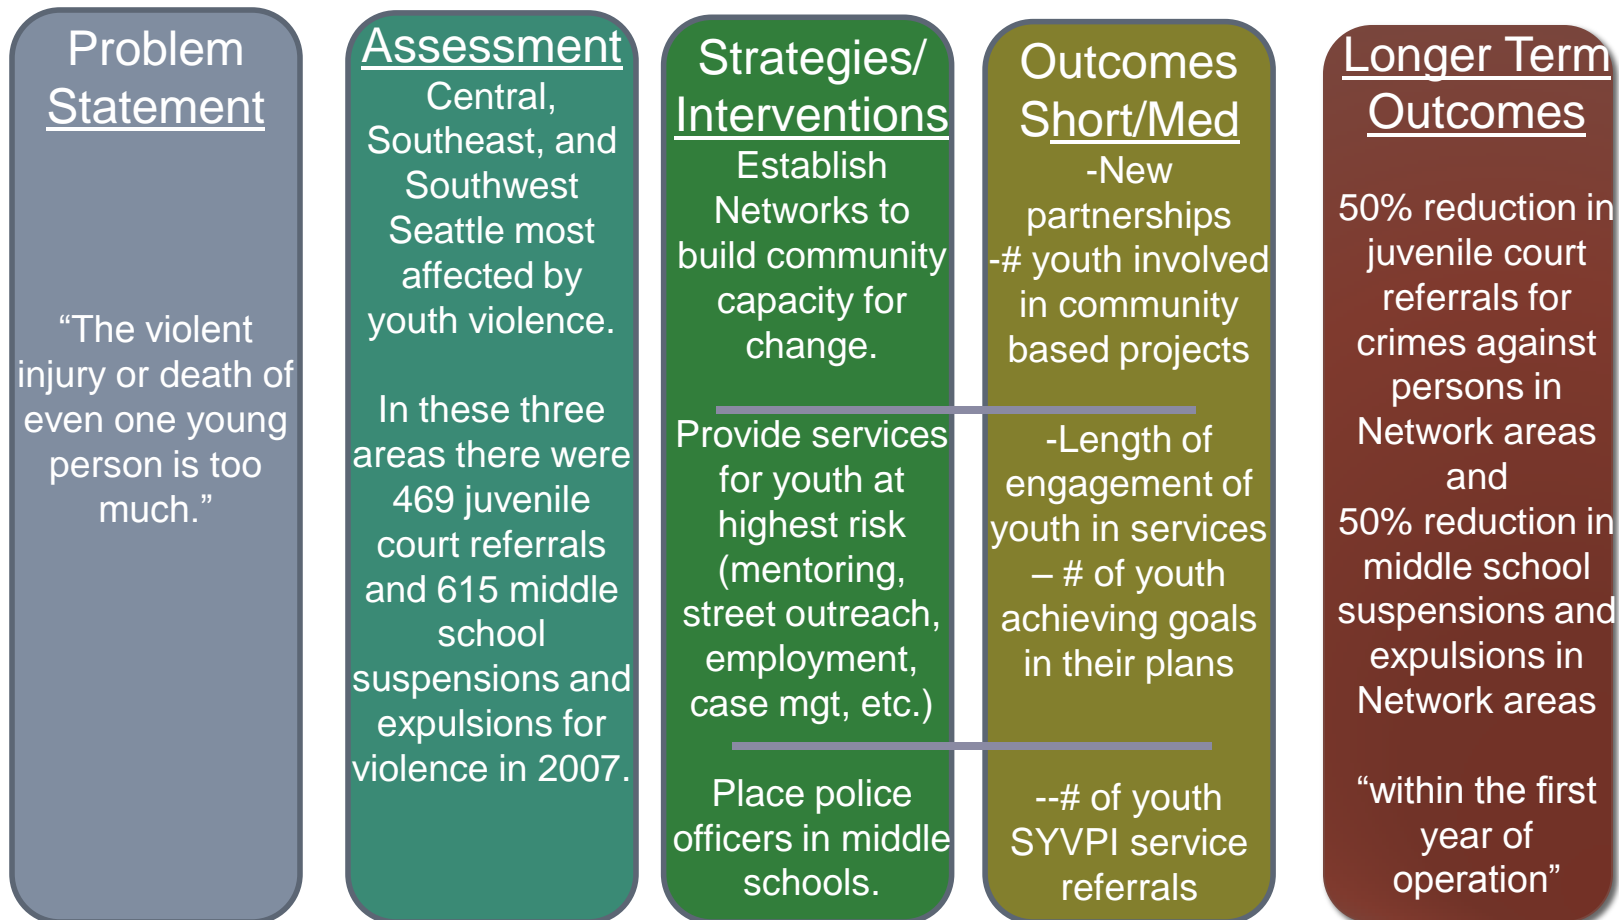 Problem
Statement
“The violent
injury or death of
even one young
person is too
much.”
Assessment
Central,
Southeast, and
Southwest
Seattle most
affected by
youth violence.
In these three
areas there were
469 juvenile
court referrals
and 615 middle
school
suspensions and
expulsions for
violence in 2007.
Strategies/
Interventions
Establish
Networks to
build community
capacity for
change.
Provide services
for youth at
highest risk
(mentoring,
street outreach,
employment,
case mgt, etc.)
Place police
officers in middle
schools.
Outcomes
Short/Med
-New
partnerships
-# youth involved
in community
based projects
-Length of
engagement of
youth in services
– # of youth
achieving goals
in their plans
--# of youth
SYVPI service
referrals
Longer Term
Outcomes
50% reduction in
juvenile court
referrals for
crimes against
persons in
Network areas
and
50% reduction in
middle school
suspensions and
expulsions in
Network areas
“within the first
year of
operation”